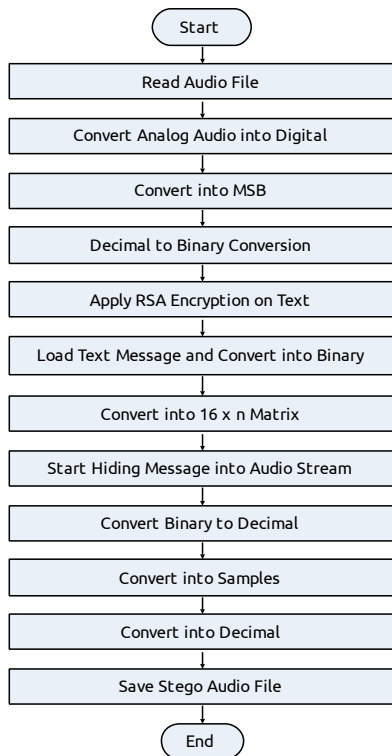 Start
Read Audio File
Convert Analog Audio into Digital
Convert into MSB
Decimal to Binary Conversion
Apply RSA Encryption on Text
Load Text Message and Convert into Binary
Convert into 16 x n Matrix
Start Hiding Message into Audio Stream
Convert Binary to Decimal
Convert into Samples
Convert into Decimal
Save Stego Audio File
End